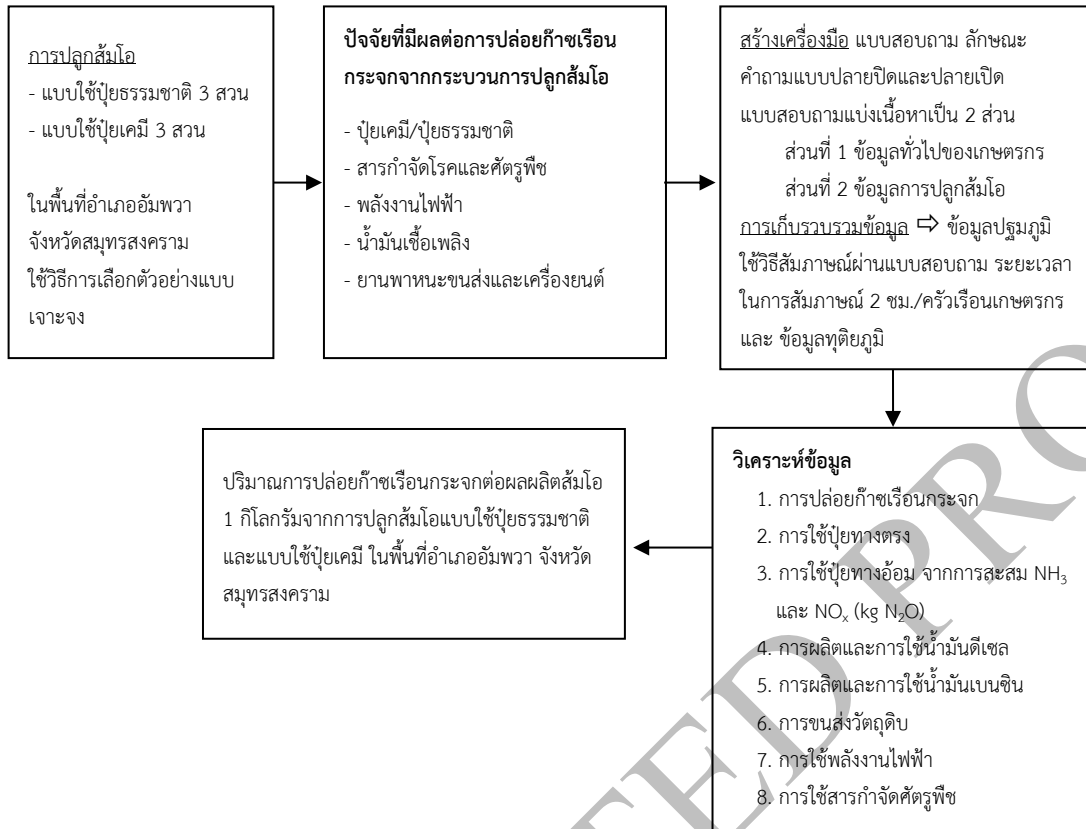 การปลูกส้มโอ
- แบบใช้ปุ๋ยธรรมชาติ 3 สวน
- แบบใช้ปุ๋ยเคมี 3 สวน
ในพื้นที่อำเภออัมพวา
จังหวัดสมุทรสงคราม
ใช้วิธีการเลือกตัวอย่างแบบ
เจาะจง
ปัจจัยที่มีผลต่อการปล่อยก๊าซเรือน
กระจกจากกระบวนการปลูกส้มโอ
- ปุ๋ยเคมี/ปุ๋ยธรรมชาติ
- สารกำจัดโรคและศัตรูพืช
- พลังงานไฟฟ้า
- น้ำมันเชื้อเพลิง
- ยานพาหนะขนส่งและเครื่องยนต์
สร้างเครื่องมือ แบบสอบถาม ลักษณะ
คำถามแบบปลายปิดและปลายเปิด
แบบสอบถามแบ่งเนื้อหาเป็น 2 ส่วน
ส่วนที่ 1 ข้อมูลทั่วไปของเกษตรกร
ส่วนที่ 2 ข้อมูลการปลูกส้มโอ
การเก็บรวบรวมข้อมูล ⇨ ข้อมูลปฐมภูมิ
ใช้วิธีสัมภาษณ์ผ่านแบบสอบถาม ระยะเวลา
ในการสัมภาษณ์ 2 ชม./ครัวเรือนเกษตรกร
และ ข้อมูลทุติยภูมิ
วิเคราะห์ข้อมูล
1. การปล่อยก๊าซเรือนกระจก
2. การใช้ปุ๋ยทางตรง
3. การใช้ปุ๋ยทางอ้อม จากการสะสม NH₃
และ NOₓ (kg N₂O)
4. การผลิตและการใช้น้ำมันดีเซล
5. การผลิตและการใช้น้ำมันเบนซิน
6. การขนส่งวัตถุดิบ
7. การใช้พลังงานไฟฟ้า
8. การใช้สารกำจัดศัตรูพืช
ปริมาณการปล่อยก๊าซเรือนกระจกต่อผลผลิตส้มโอ
1 กิโลกรัมจากการปลูกส้มโอแบบใช้ปุ๋ยธรรมชาติ
และแบบใช้ปุ๋ยเคมี ในพื้นที่อำเภออัมพวา จังหวัด
สมุทรสงคราม
TED PRO